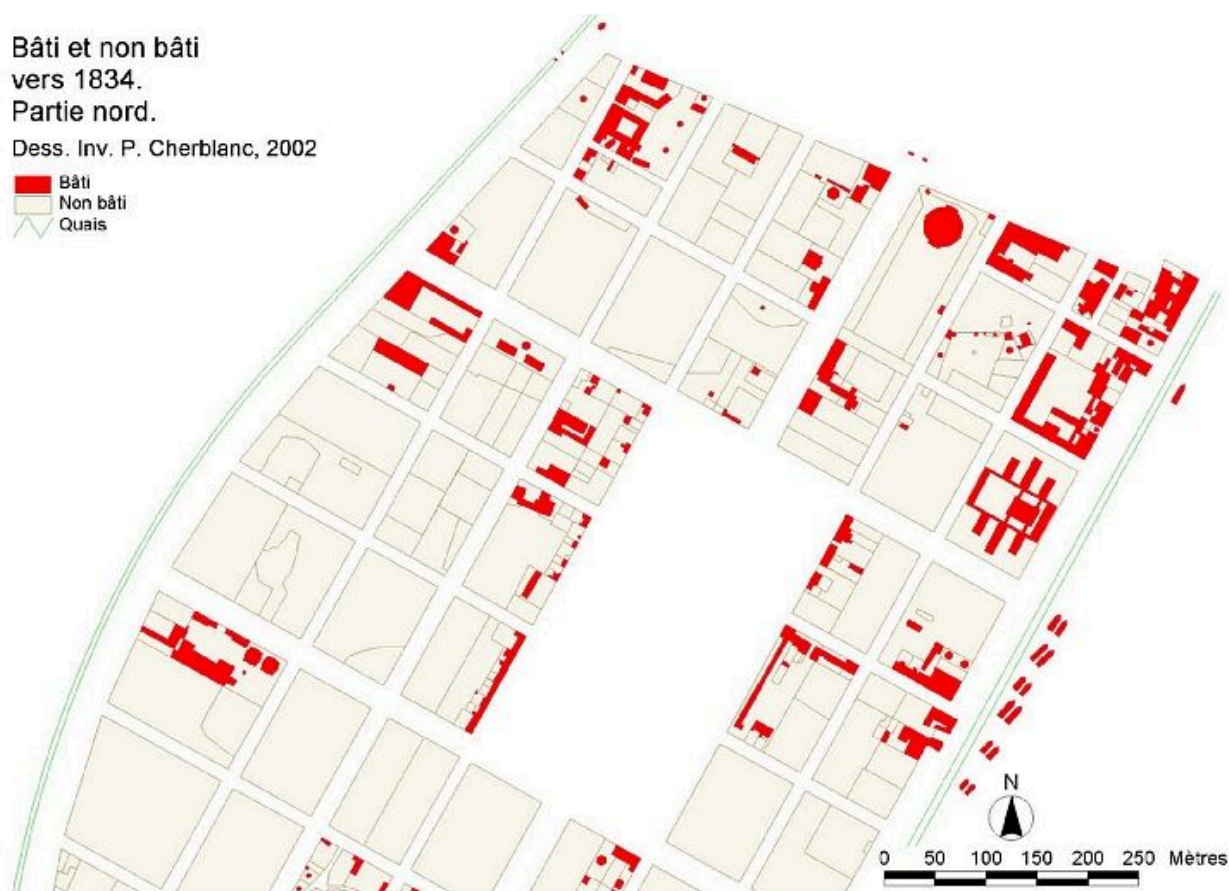 Bâti et non bâti
vers 1834.
Partie nord.
Dess. Inv. P. Cherblanc, 2002
Bâti
Non bâti
Quais
N
0 50 100 150 200 250 Mètres